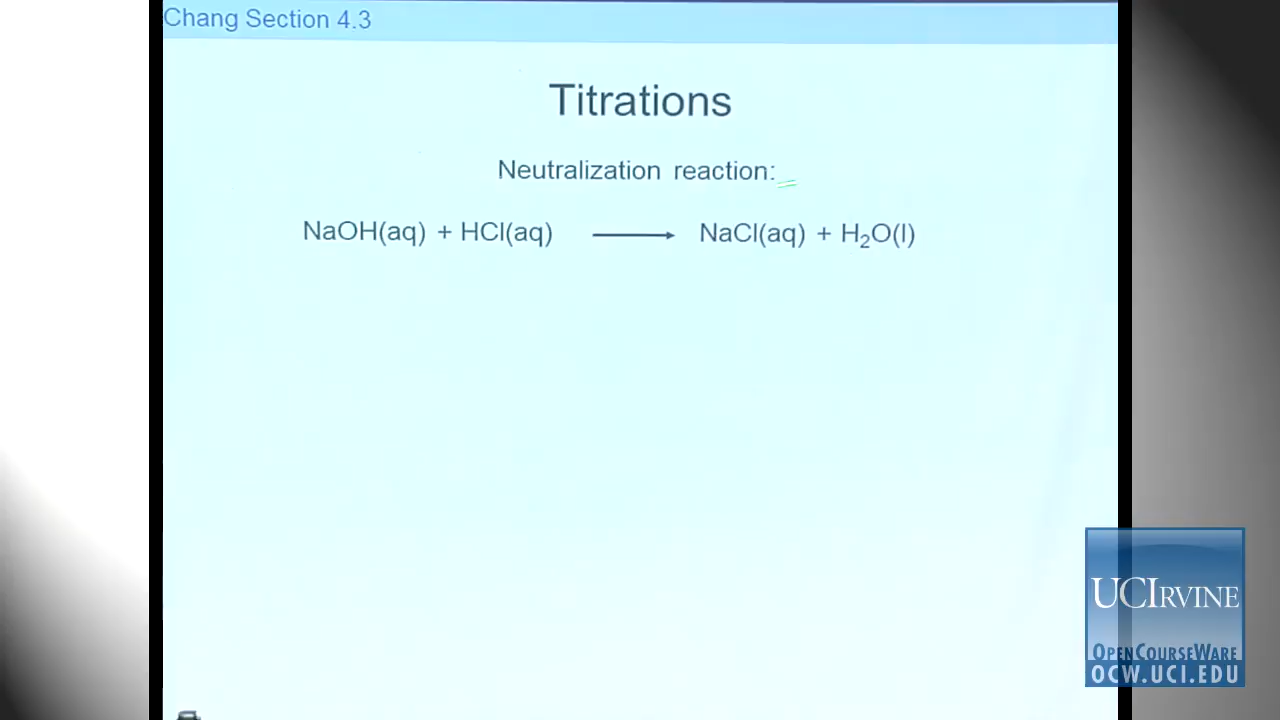 Chang Section 4.3
Titrations
Neutralization reaction:
NaOH(aq) + HCl(aq) ⟶ NaCl(aq) + H₂O(l)
UCIRVINE
OPENCOURSEWARE
OCW.UCI.EDU